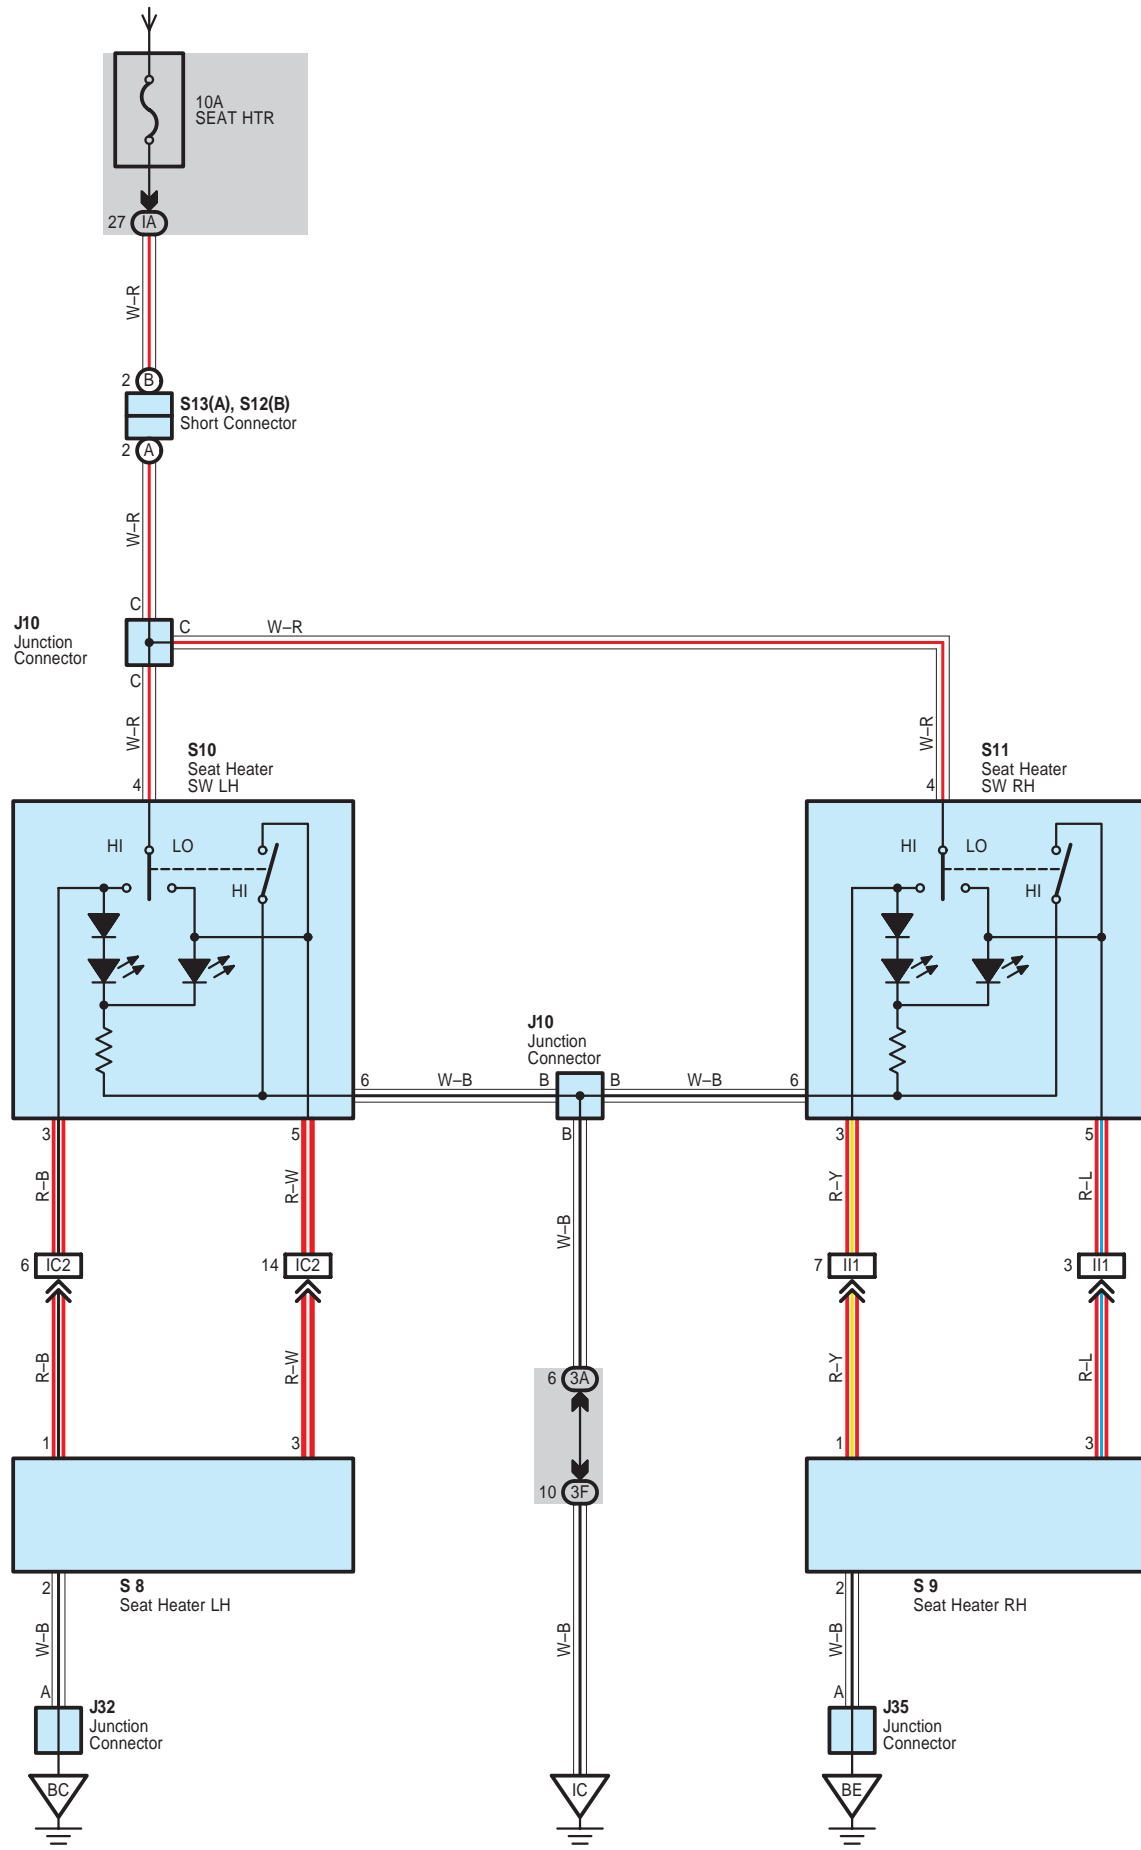 10A
SEAT HTR
27 IA
W–R
2 B
S13(A), S12(B)
Short Connector
2 A
W–R
C
J10
Junction
Connector
C W–R
C
W–R
W–R
S10
Seat Heater
SW LH
4
S11
Seat Heater
SW RH
4
HI LO
HI
HI LO
HI
J10
Junction
Connector
6 W–B B
B W–B 6
B
3
5
3
5
R–B
R–W
W–B
R–Y
R–L
6 IC2
14 IC2
7 II1
3 II1
R–B
R–W
R–Y
R–L
6 3A
1
3
1
3
10 3F
2
S 8
Seat Heater LH
2
S 9
Seat Heater RH
W–B
W–B
W–B
A
J32
Junction
Connector
A
J35
Junction
Connector
BC
IC
BE